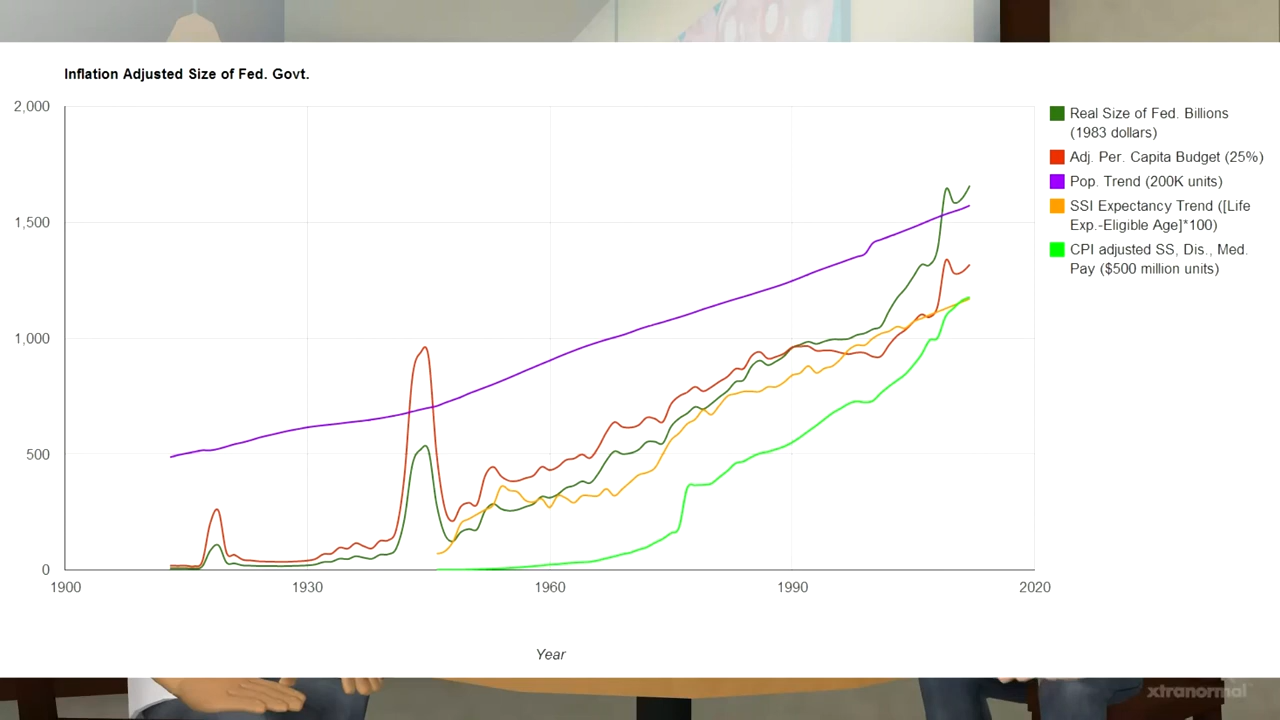 Inflation Adjusted Size of Fed. Govt.
2,000
1,500
1,000
500
0
1900
1930
1960
1990
2020
Year
Real Size of Fed. Billions
(1983 dollars)
Adj. Per. Capita Budget (25%)
Pop. Trend (200K units)
SSI Expectancy Trend ([Life
Exp.-Eligible Age]*100)
CPI adjusted SS, Dis., Med.
Pay ($500 million units)
xtranormal